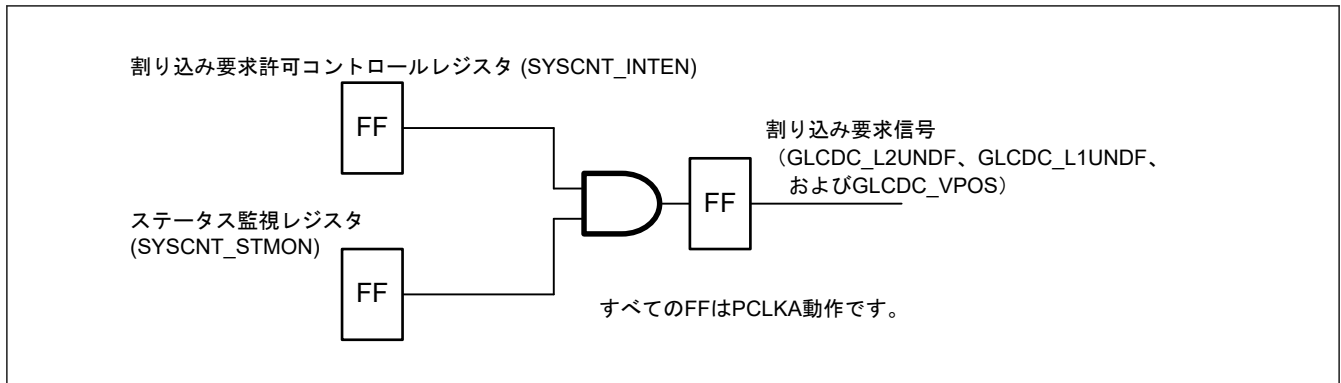 割り込み要求許可コントロールレジスタ (SYSCNT_INTEN)
FF
割り込み要求信号
（GLCDC_L2UNDF、GLCDC_L1UNDF、
およびGLCDC_VPOS）
FF
ステータス監視レジスタ
(SYSCNT_STMON)
FF
すべてのFFはPCLKA動作です。